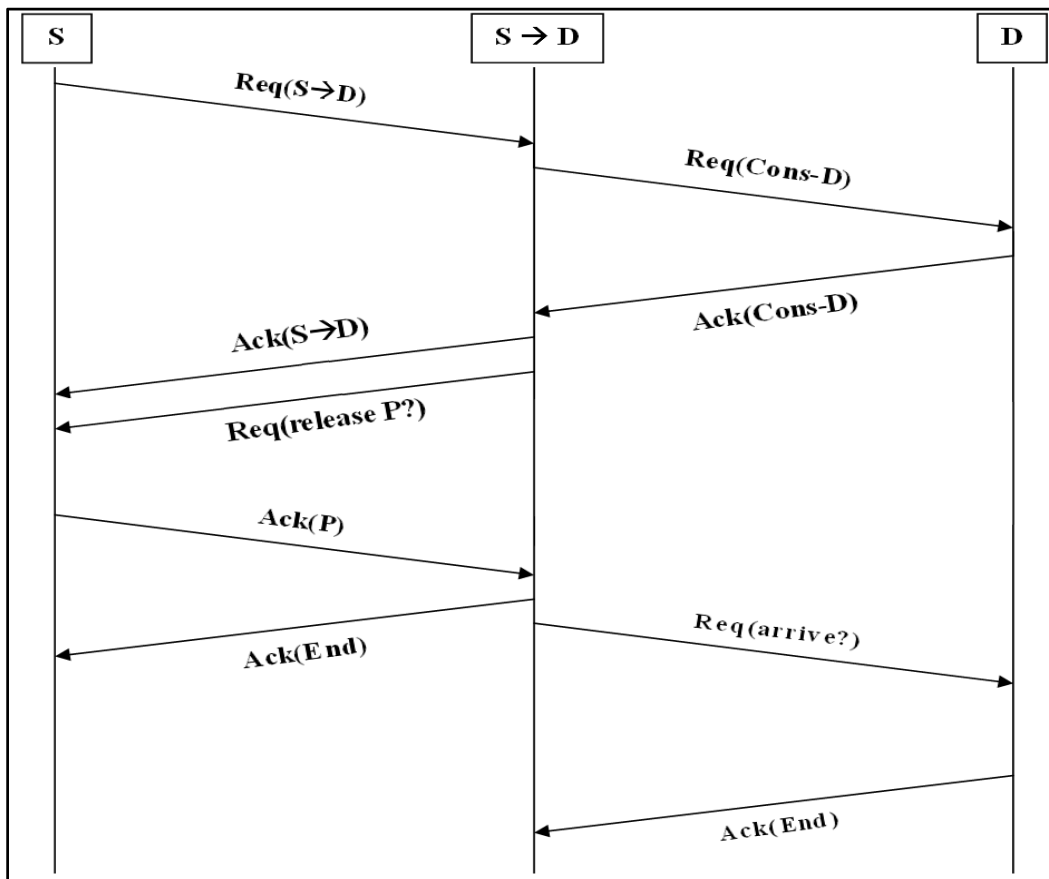 S
S → D
D
Req(S→D)
Req(Cons-D)
Ack(Cons-D)
Ack(S→D)
Req(release P?)
Ack(P)
Req(arrive?)
Ack(End)
Ack(End)